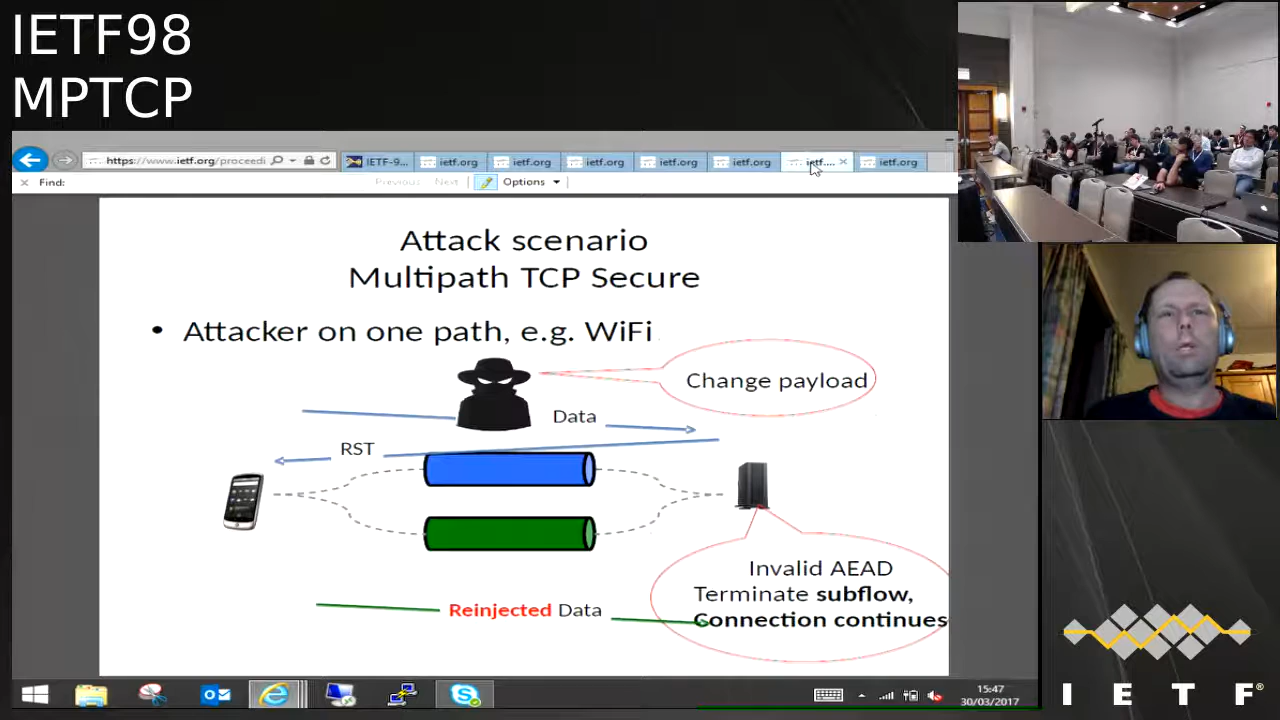 IETF98
MPTCP
https://www.ietf.org/proceedi
IETF-9...
ietf.org
ietf.org
ietf.org
ietf.org
ietf.org
ietf....
ietf.org
Find:
Previous Next
Options
Attack scenario
Multipath TCP Secure
• Attacker on one path, e.g. WiFi
Change payload
Data
RST
Invalid AEAD
Terminate subflow,
Connection continues
Reinjected Data
15:47
30/03/2017
I E T F®